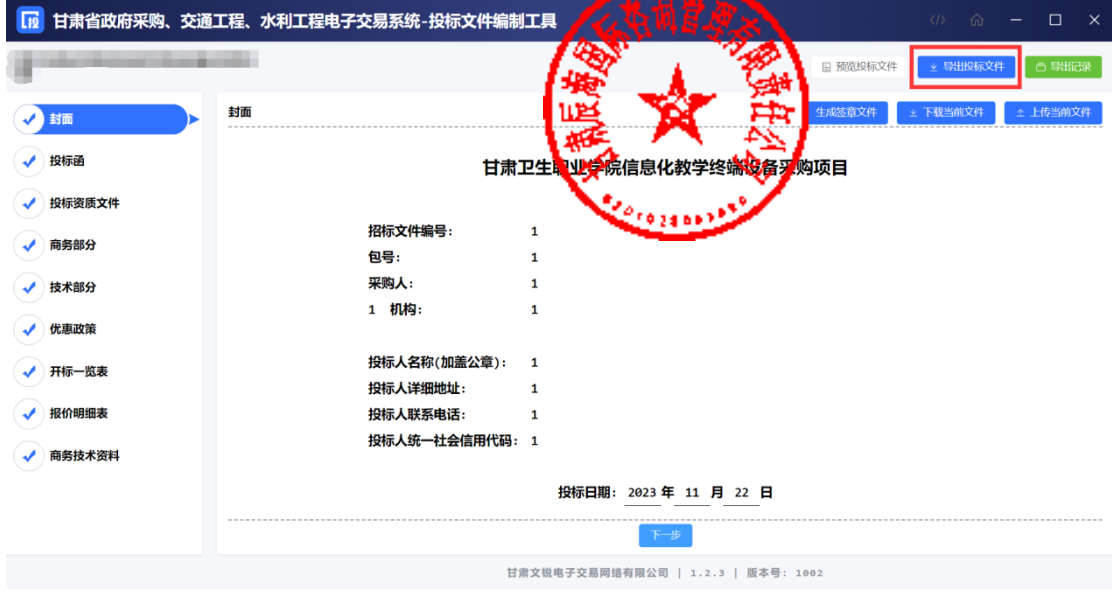 投 甘肃省政府采购、交通工程、水利工程电子交易系统-投标文件编制工具
预览投标文件 导出投标文件 导出记录
封面
投标函
投标资质文件
商务部分
技术部分
优惠政策
开标一览表
报价明细表
商务技术资料
封面 生成签章文件 下载当前文件 上传当前文件
甘肃卫生职业学院信息化教学终端设备采购项目
招标文件编号: 1
包号: 1
采购人: 1
1 机构: 1
投标人名称(加盖公章): 1
投标人详细地址: 1
投标人联系电话: 1
投标人统一社会信用代码: 1
投标日期: 2023 年 11 月 22 日
下一步
甘肃文锐电子交易网络有限公司 | 1.2.3 | 版本号: 1002